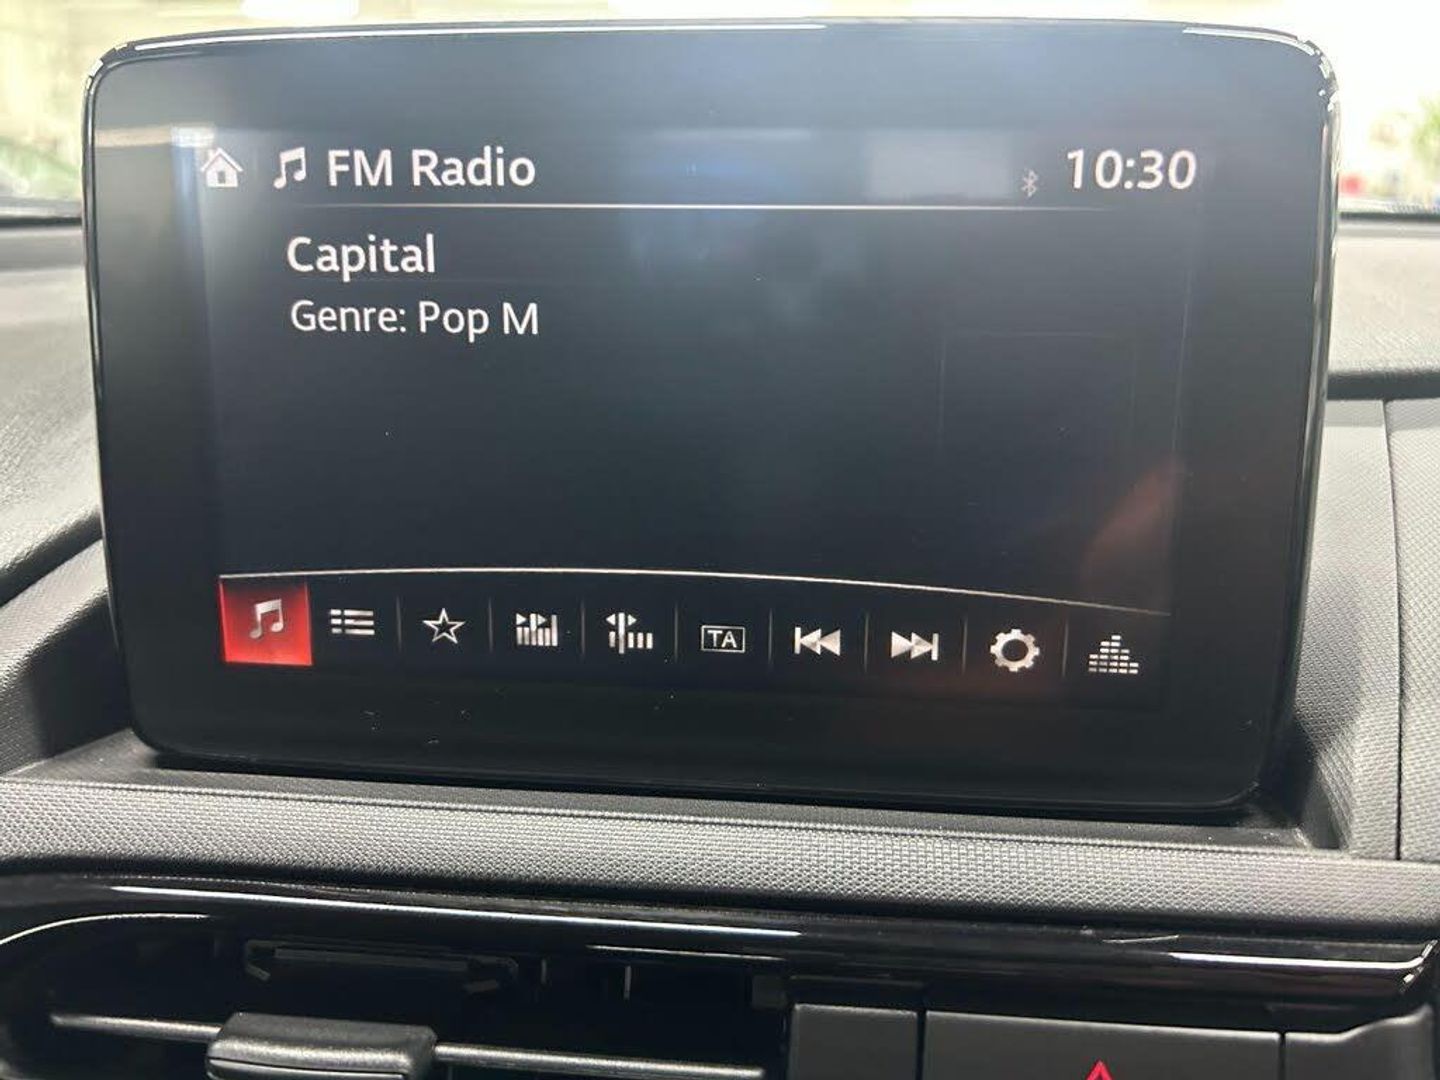 FM Radio
10:30
Capital
Genre: Pop M
TA